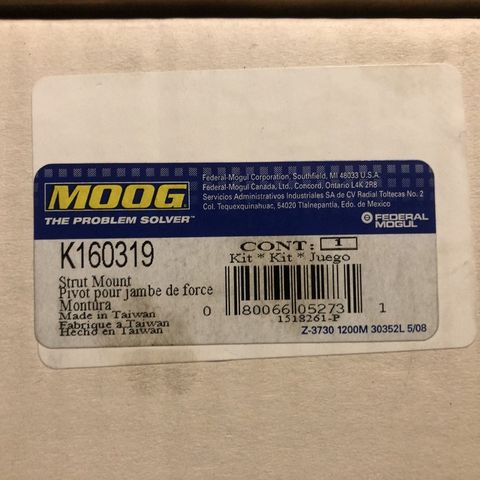 Federal-Mogul Corporation, Southfield, MI 48033 U.S.A.
Federal-Mogul Canada, Ltd., Concord, Ontario L4K 2R8
Servicios Administrativos Industriales SA de CV Radial Toltecas No. 2
Col. Tequexquinahuac, 54020 Tlalnepantla, Edo. de Mexico
MOOG
THE PROBLEM SOLVER™
FEDERAL
MOGUL
K160319
CONT: 1
Kit * Kit * Juego
Strut Mount
Pivot pour jambe de force
Montura
Made in Taiwan
Fabrique a Taiwan
Hecho en Taiwan
0 80066 05273 1
1518261-P
Z-3730 1200M 30352L 5/08